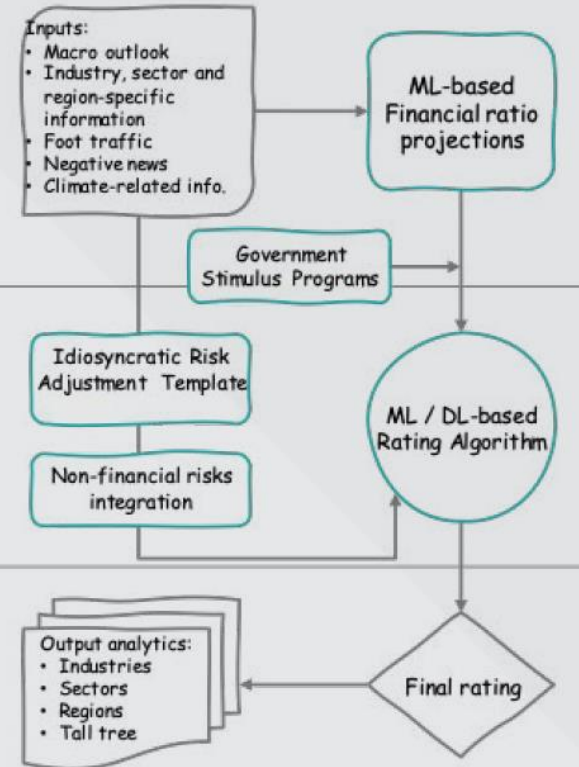 Inputs:
• Macro outlook
• Industry, sector and
region-specific
information
• Foot traffic
• Negative news
• Climate-related info.
ML-based
Financial ratio
projections
Government
Stimulus Programs
Idiosyncratic Risk
Adjustment Template
ML / DL-based
Rating Algorithm
Non-financial risks
integration
Output analytics:
• Industries
• Sectors
• Regions
• Tall tree
Final rating